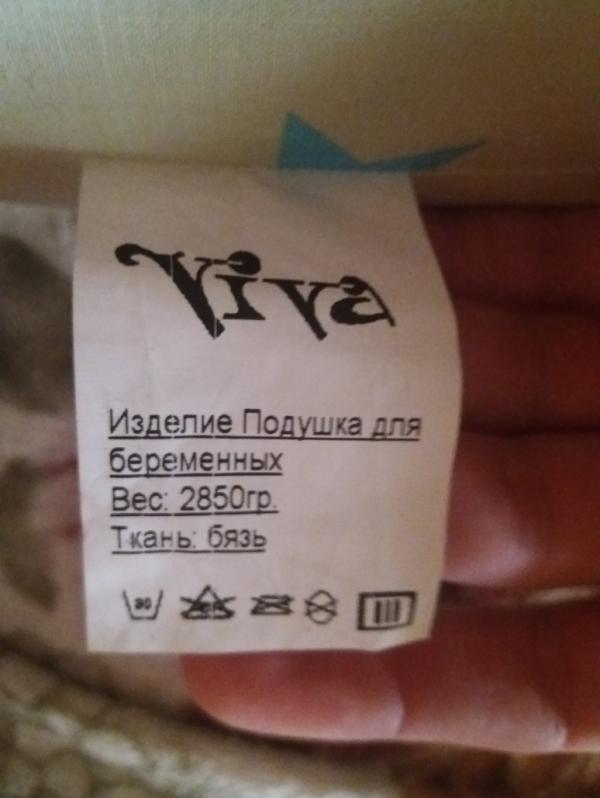 Viva
Изделие Подушка для
беременных
Вес: 2850гр.
Ткань: бязь